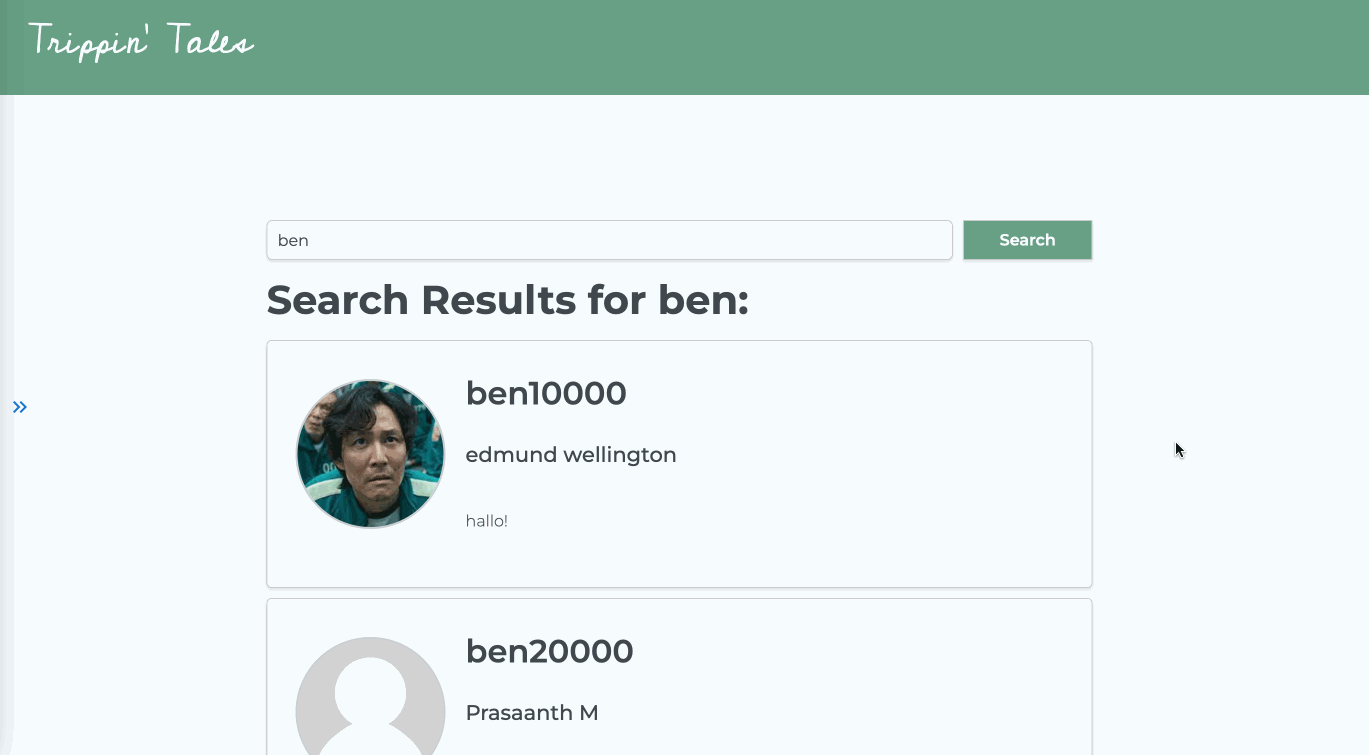 Trippin' Tales
ben
Search
Search Results for ben:
ben10000
edmund wellington
hallo!
ben20000
Prasaanth M